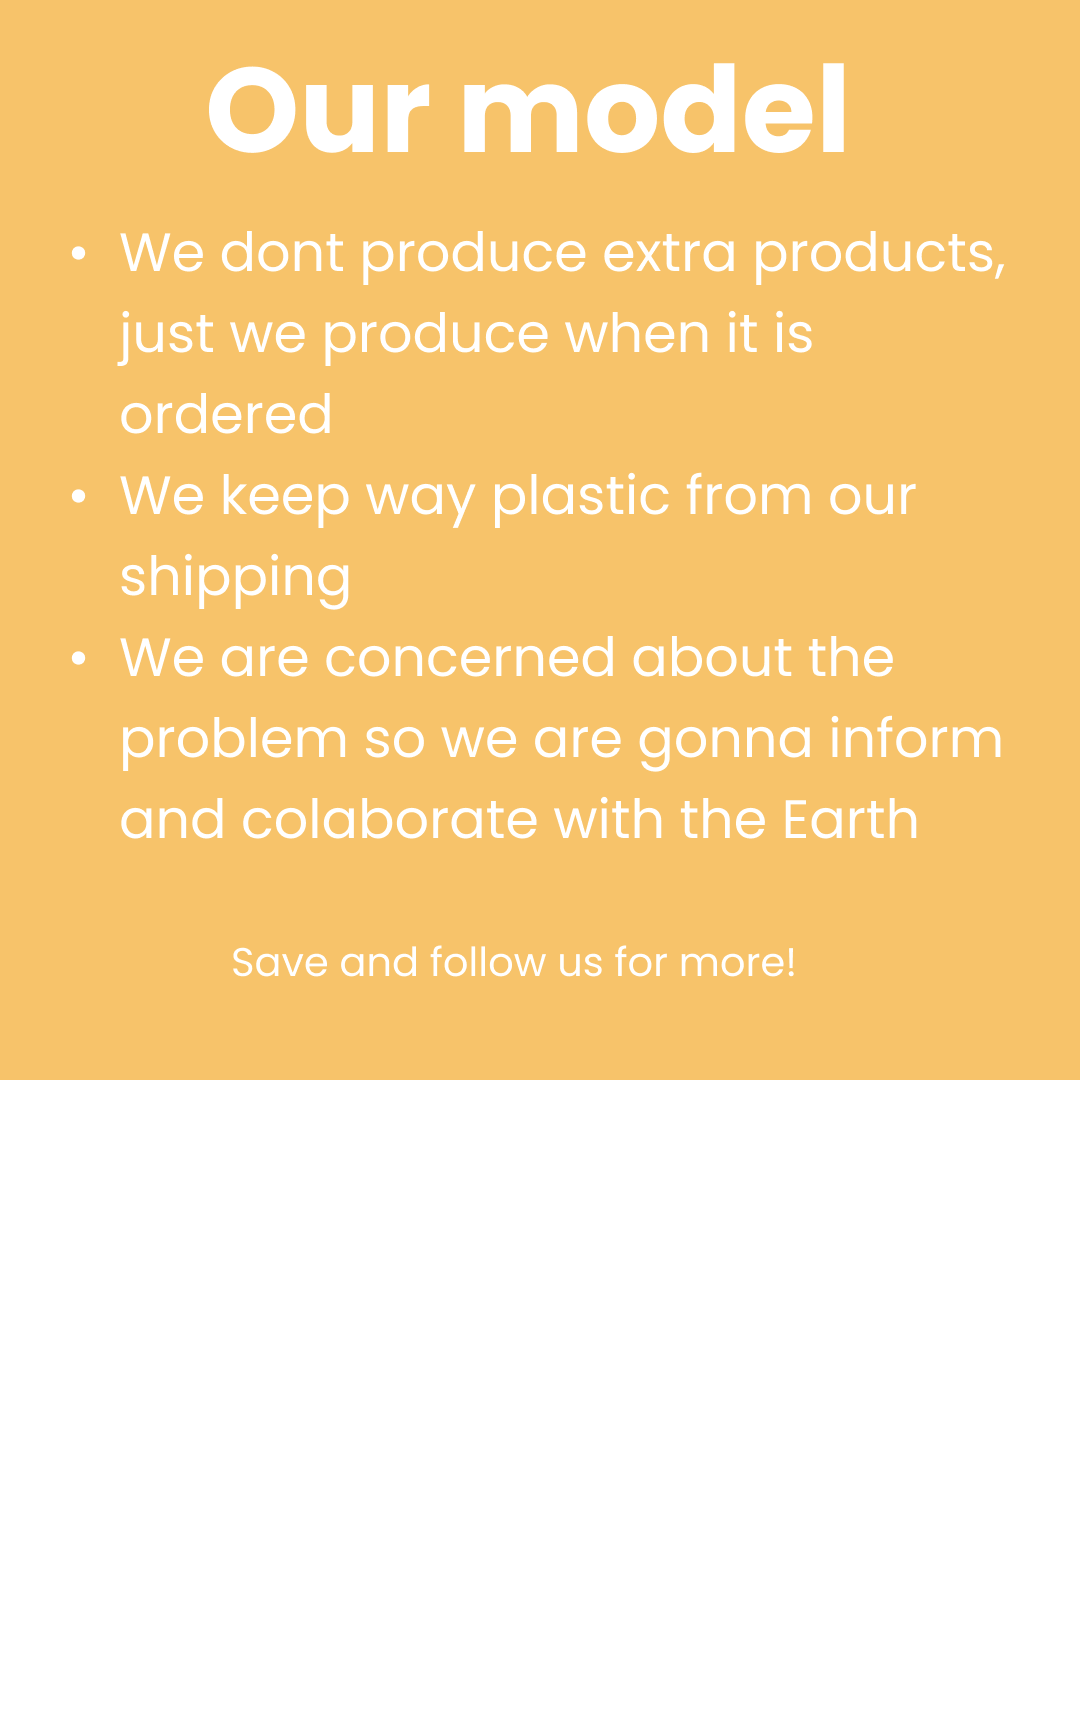 Our model
• We dont produce extra products,
just we produce when it is
ordered
• We keep way plastic from our
shipping
• We are concerned about the
problem so we are gonna inform
and colaborate with the Earth
Save and follow us for more!